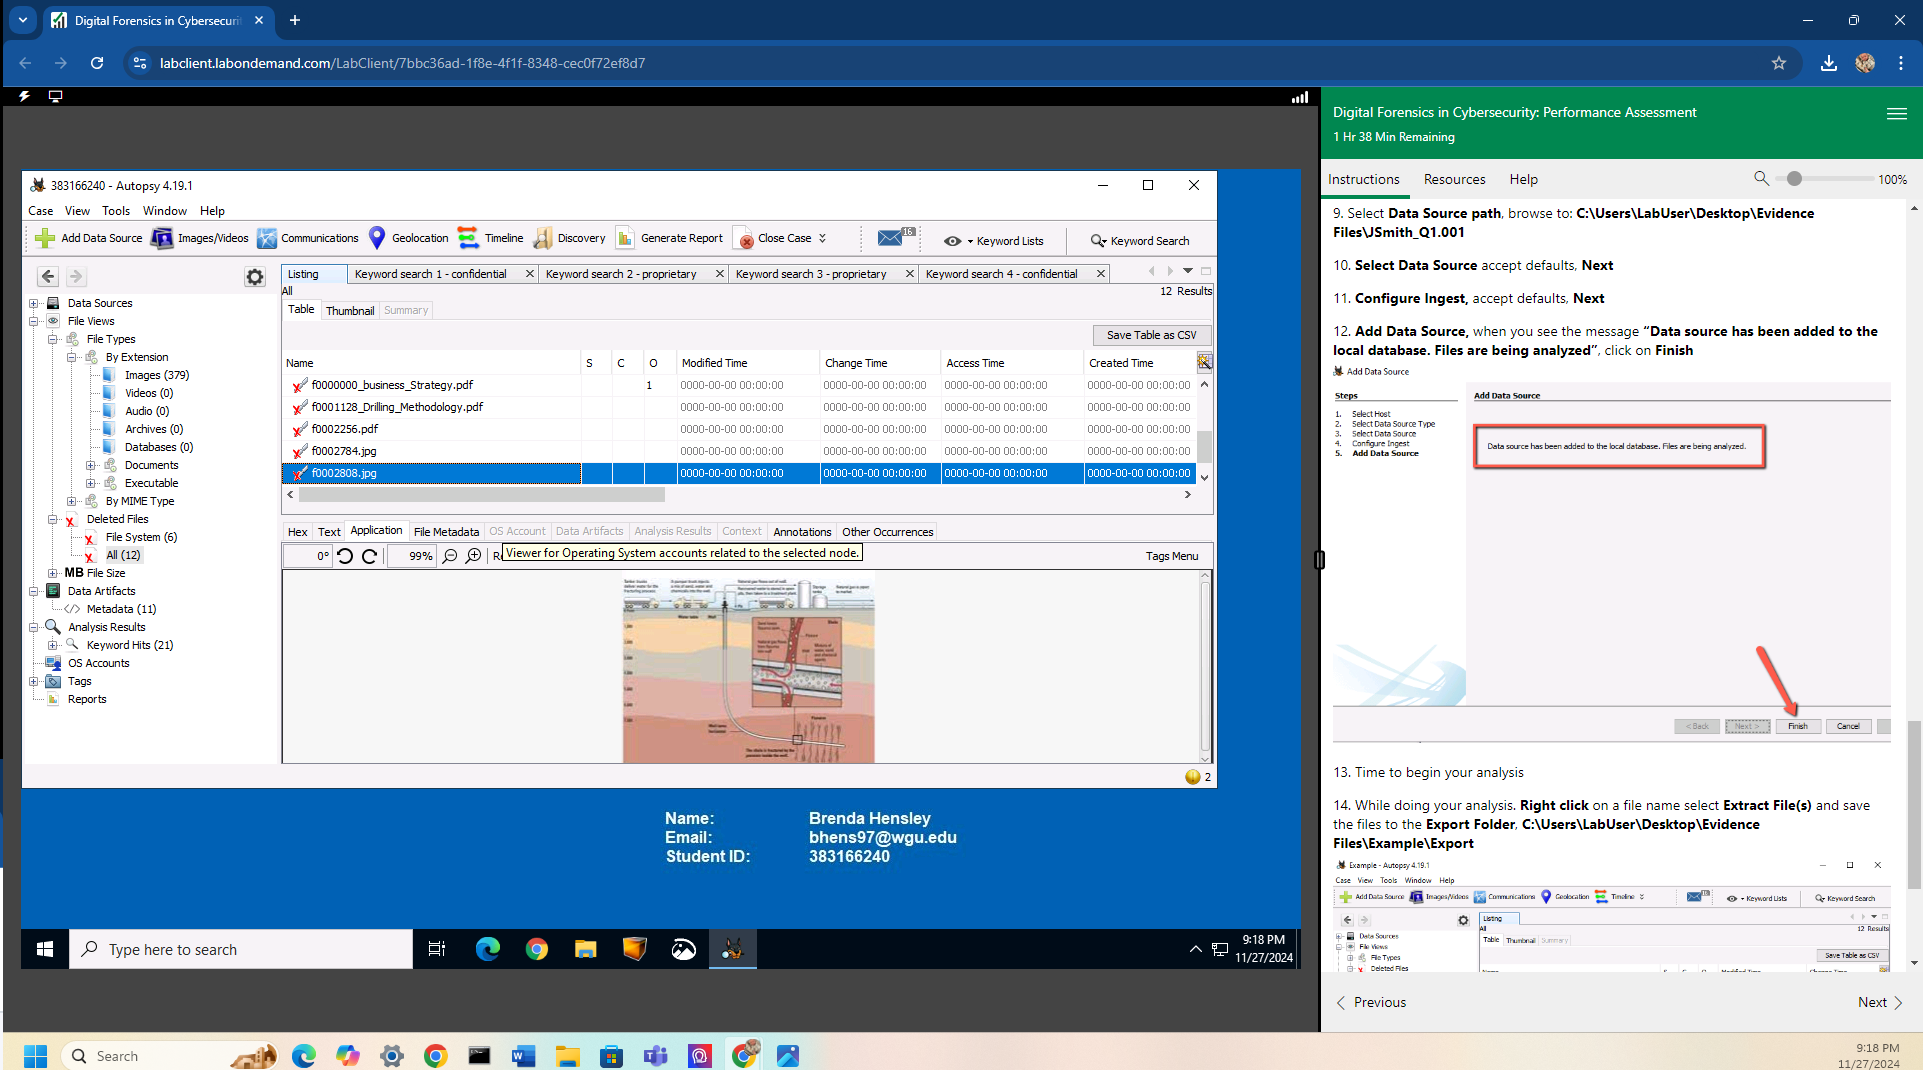 Digital Forensics in Cybersecurit
labclient.labondemand.com/LabClient/7bbc36ad-1f8e-4f1f-8348-cec0f72ef8d7
383166240 - Autopsy 4.19.1
Case View Tools Window Help
Add Data Source Images/Videos Communications Geolocation Timeline Discovery Generate Report Close Case 16 Keyword Lists Keyword Search
Listing Keyword search 1 - confidential Keyword search 2 - proprietary Keyword search 3 - proprietary Keyword search 4 - confidential
All 12 Results
Table Thumbnail Summary
Save Table as CSV
Name S C O Modified Time Change Time Access Time Created Time
f0000000_business_Strategy.pdf 1 0000-00-00 00:00:00 0000-00-00 00:00:00 0000-00-00 00:00:00 0000-00-00 00:00:00
f0001128_Drilling_Methodology.pdf 0000-00-00 00:00:00 0000-00-00 00:00:00 0000-00-00 00:00:00 0000-00-00 00:00:00
f0002256.pdf 0000-00-00 00:00:00 0000-00-00 00:00:00 0000-00-00 00:00:00 0000-00-00 00:00:00
f0002784.jpg 0000-00-00 00:00:00 0000-00-00 00:00:00 0000-00-00 00:00:00 0000-00-00 00:00:00
f0002808.jpg 0000-00-00 00:00:00 0000-00-00 00:00:00 0000-00-00 00:00:00 0000-00-00 00:00:00
Data Sources
File Views
File Types
By Extension
Images (379)
Videos (0)
Audio (0)
Archives (0)
Databases (0)
Documents
Executable
By MIME Type
Deleted Files
File System (6)
All (12)
MB File Size
Data Artifacts
Metadata (11)
Analysis Results
Keyword Hits (21)
OS Accounts
Tags
Reports
Hex Text Application File Metadata OS Account Data Artifacts Analysis Results Context Annotations Other Occurrences
0° 99% Re Viewer for Operating System accounts related to the selected node. Tags Menu
2
Name: Brenda Hensley
Email: bhens97@wgu.edu
Student ID: 383166240
Type here to search
9:18 PM
11/27/2024
Digital Forensics in Cybersecurity: Performance Assessment
1 Hr 38 Min Remaining
Instructions Resources Help 100%
9. Select Data Source path, browse to: C:\Users\LabUser\Desktop\Evidence
Files\JSmith_Q1.001
10. Select Data Source accept defaults, Next
11. Configure Ingest, accept defaults, Next
12. Add Data Source, when you see the message “Data source has been added to the
local database. Files are being analyzed”, click on Finish
Add Data Source
Steps Add Data Source
1. Select Host
2. Select Data Source Type
3. Select Data Source
4. Configure Ingest
5. Add Data Source
Data source has been added to the local database. Files are being analyzed.
< Back Next > Finish Cancel
13. Time to begin your analysis
14. While doing your analysis. Right click on a file name select Extract File(s) and save
the files to the Export Folder, C:\Users\LabUser\Desktop\Evidence
Files\Example\Export
Example - Autopsy 4.19.1
Case View Tools Window Help
Add Data Source Images/Videos Communications Geolocation Timeline Keyword Lists Keyword Search
Listing
All 12 Results
Table Thumbnail Summary
Data Sources
File Views
File Types
Deleted Files
Save Table as CSV
Previous Next
Search
9:18 PM
11/27/2024